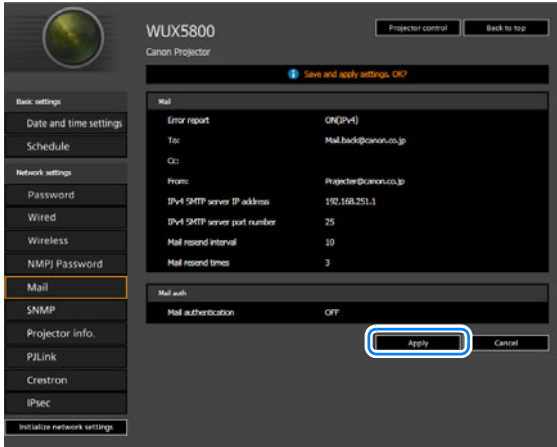 WUX5800
Projector control
Back to top
Canon Projector
Save and apply settings. OK?
Basic settings
Date and time settings
Schedule
Network settings
Password
Wired
Wireless
NMPJ Password
Mail
SNMP
Projector info.
PJLink
Crestron
IPsec
Initialize network settings
Mail
Error report ON(IPv4)
To: Mail.back@canon.co.jp
Cc:
From: Prajecter@canon.co.jp
IPv4 SMTP server IP address 192.168.251.1
IPv4 SMTP server port number 25
Mail resend interval 10
Mail resend times 3
Mail auth
Mail authentication OFF
Apply
Cancel